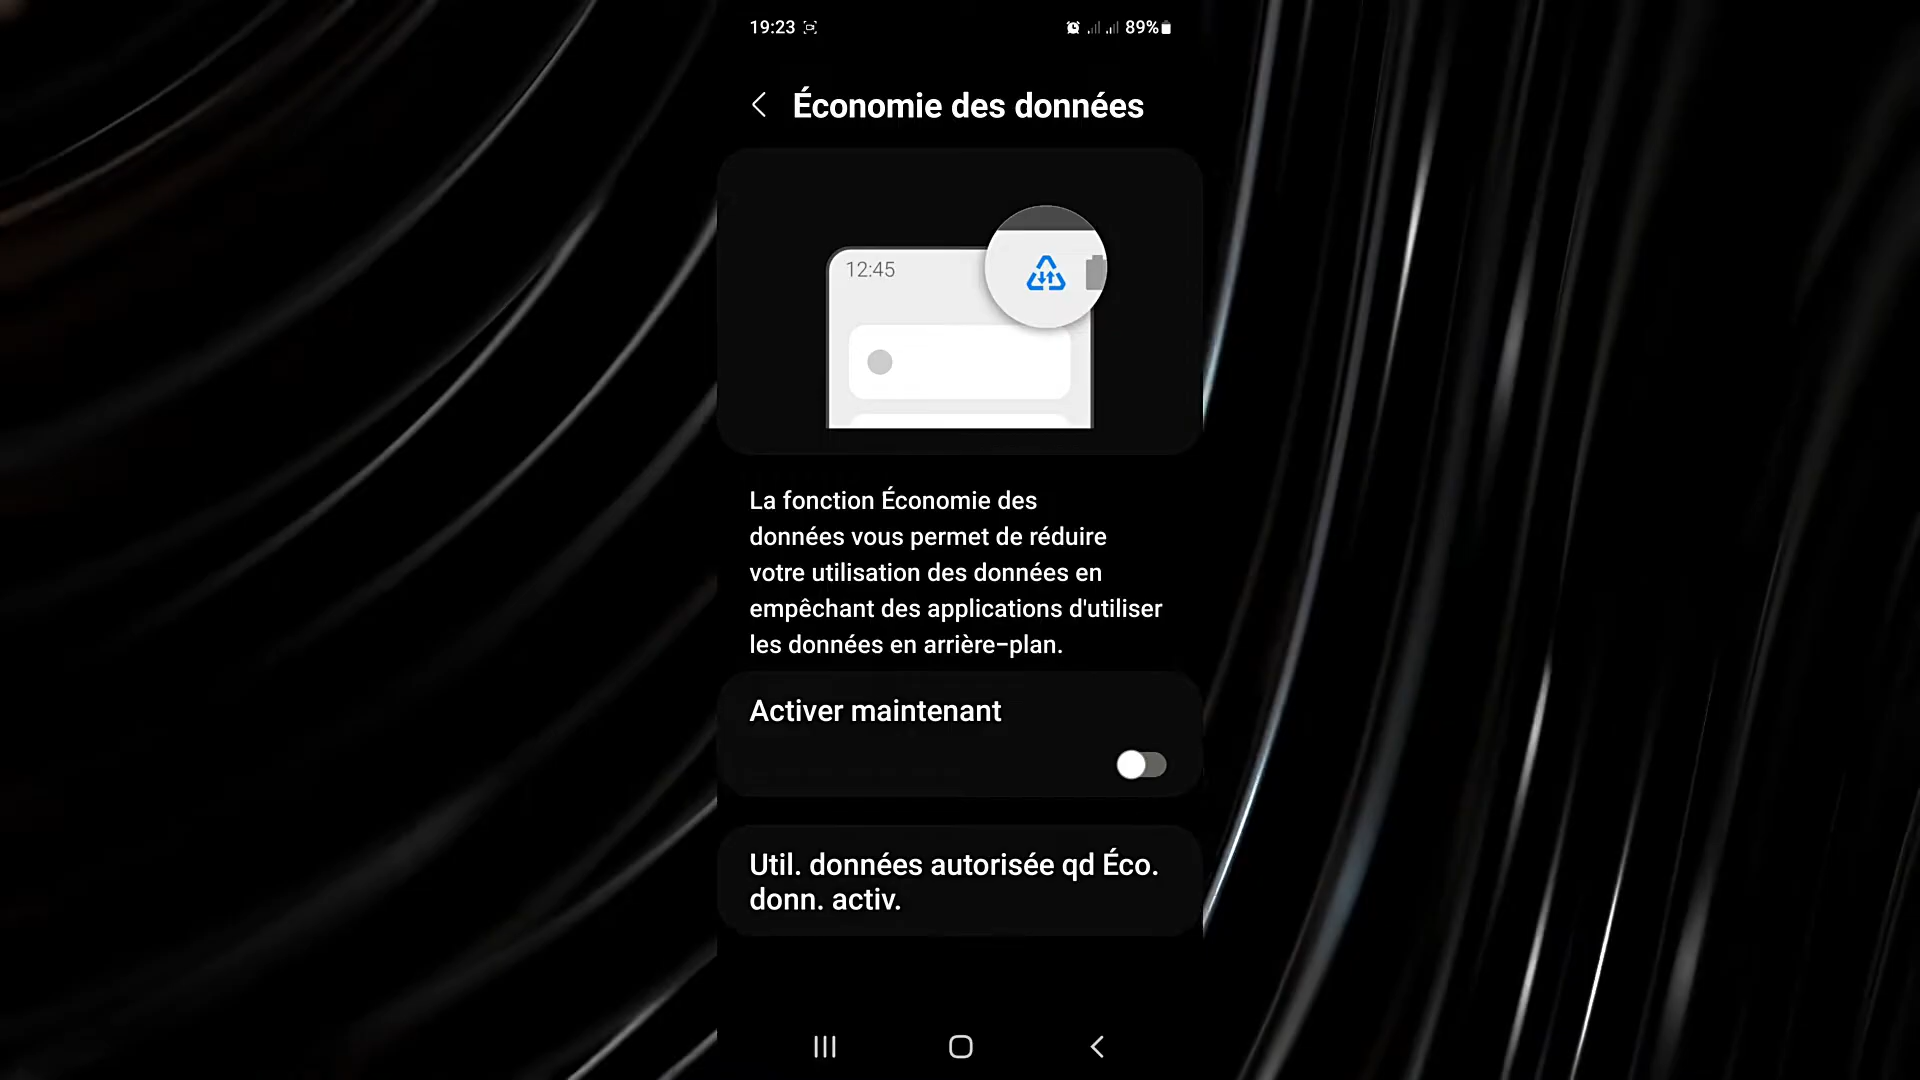 19:23
89%
Économie des données
12:45
La fonction Économie des
données vous permet de réduire
votre utilisation des données en
empêchant des applications d'utiliser
les données en arrière-plan.
Activer maintenant
Util. données autorisée qd Éco.
donn. activ.